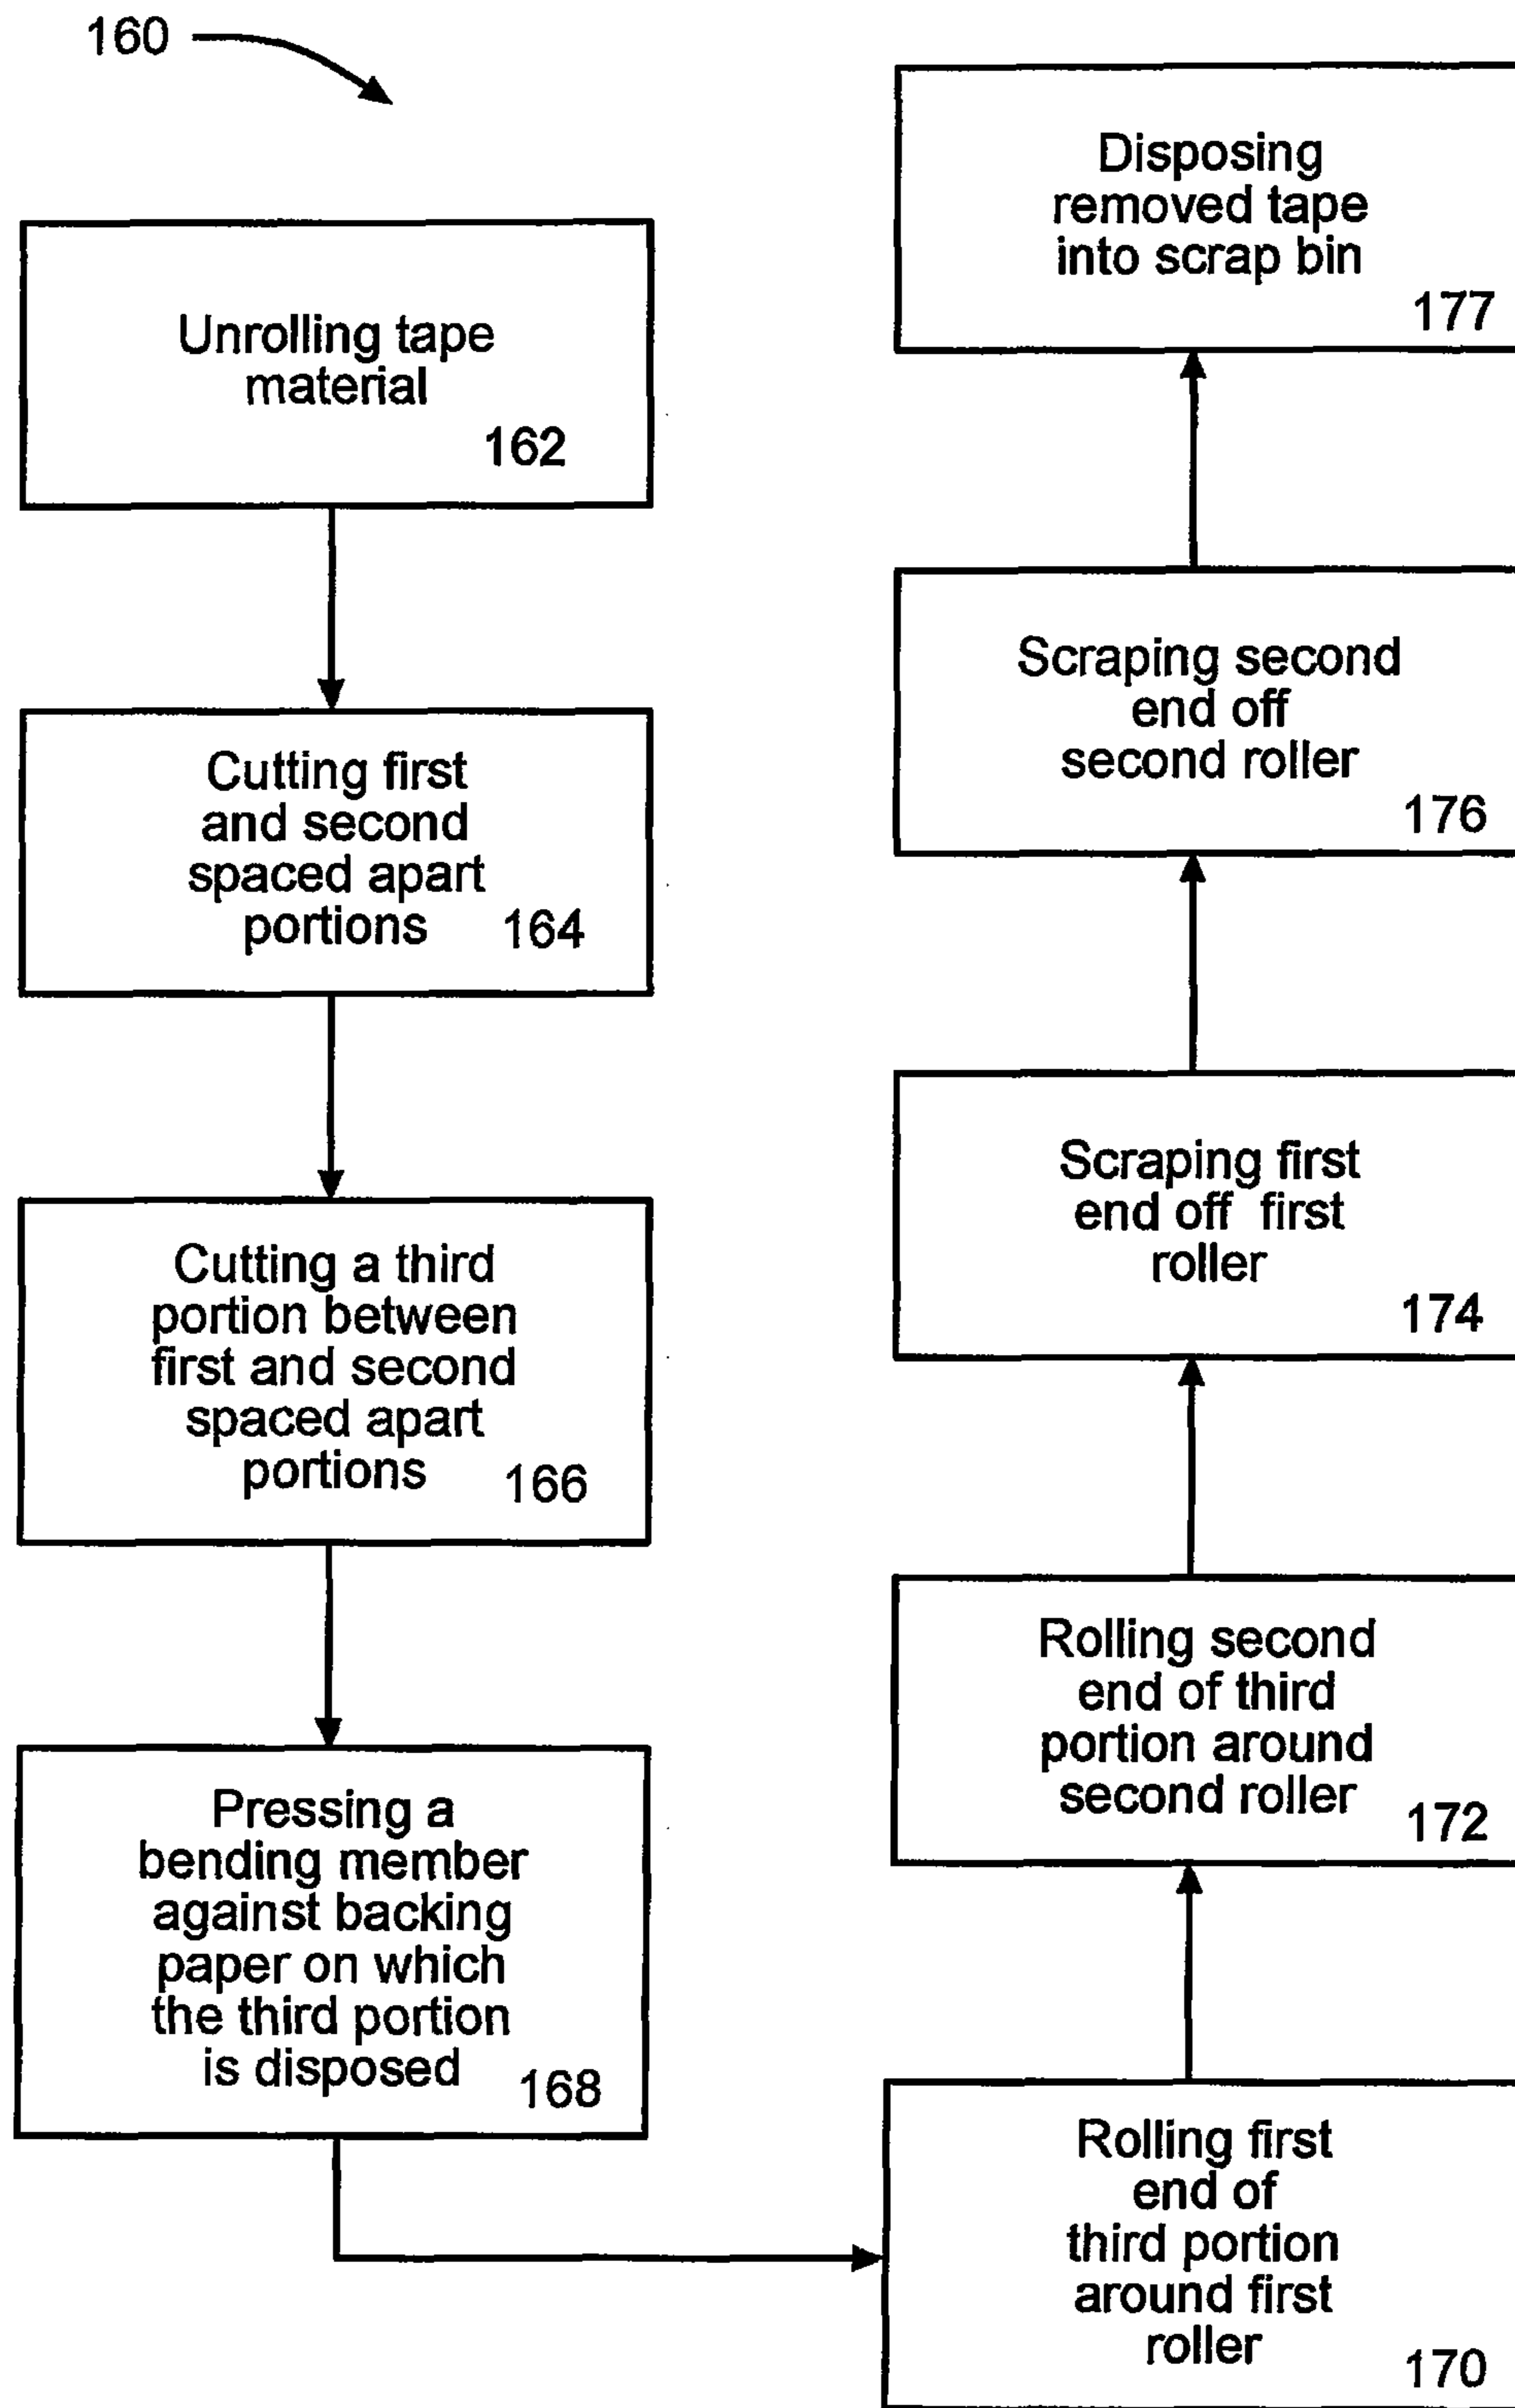 160
Unrolling tape
material
162
Cutting first
and second
spaced apart
portions 164
Cutting a third
portion between
first and second
spaced apart
portions 166
Pressing a
bending member
against backing
paper on which
the third portion
is disposed 168
Rolling first
end of
third portion
around first
roller 170
Rolling second
end of third
portion around
second roller 172
Scraping first
end off first
roller
174
Scraping second
end off
second roller
176
Disposing
removed tape
into scrap bin
177